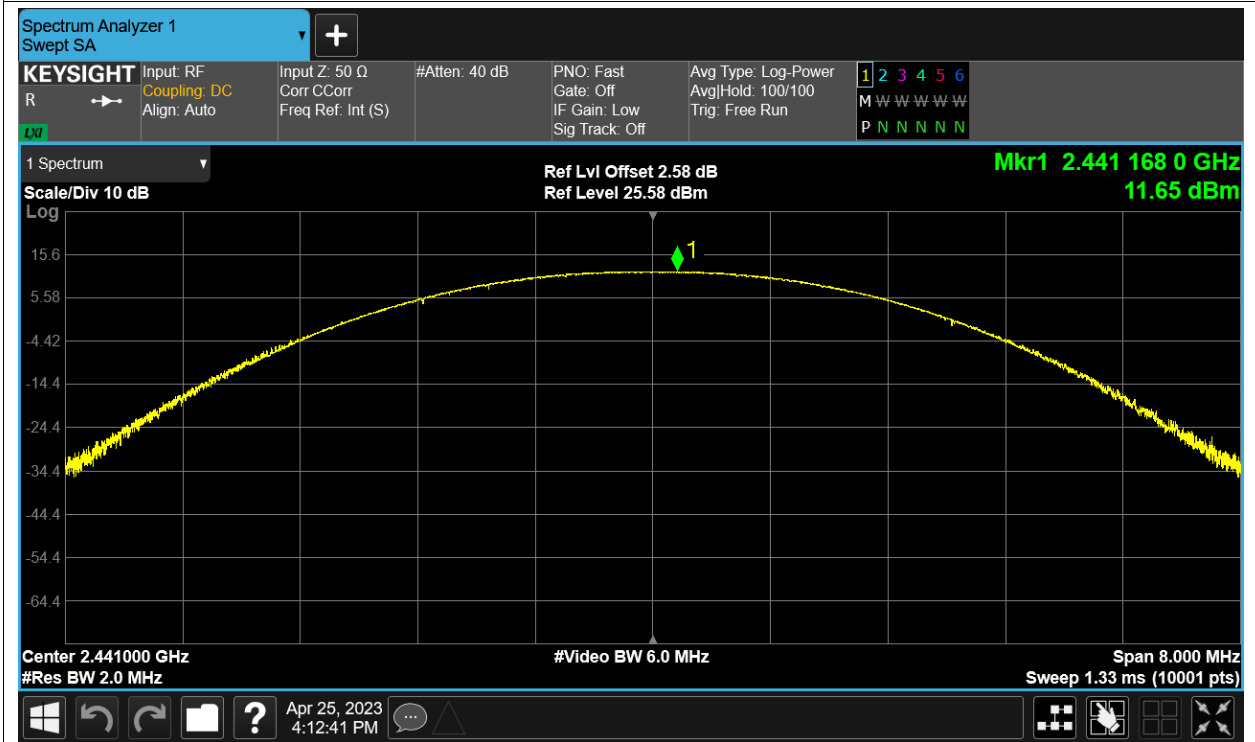 Spectrum Analyzer 1
Swept SA
+
KEYSIGHT
R
LXI
Input: RF
Coupling: DC
Align: Auto
Input Z: 50 Ω
Corr CCorr
Freq Ref: Int (S)
#Atten: 40 dB
PNO: Fast
Gate: Off
IF Gain: Low
Sig Track: Off
Avg Type: Log-Power
Avg|Hold: 100/100
Trig: Free Run
1 2 3 4 5 6
M W W W W W
P N N N N N
1 Spectrum
Scale/Div 10 dB
Log
Ref Lvl Offset 2.58 dB
Ref Level 25.58 dBm
Mkr1 2.441 168 0 GHz
11.65 dBm
1
15.6
5.58
-4.42
-14.4
-24.4
-34.4
-44.4
-54.4
-64.4
Center 2.441000 GHz
#Res BW 2.0 MHz
#Video BW 6.0 MHz
Span 8.000 MHz
Sweep 1.33 ms (10001 pts)
?
Apr 25, 2023
4:12:41 PM